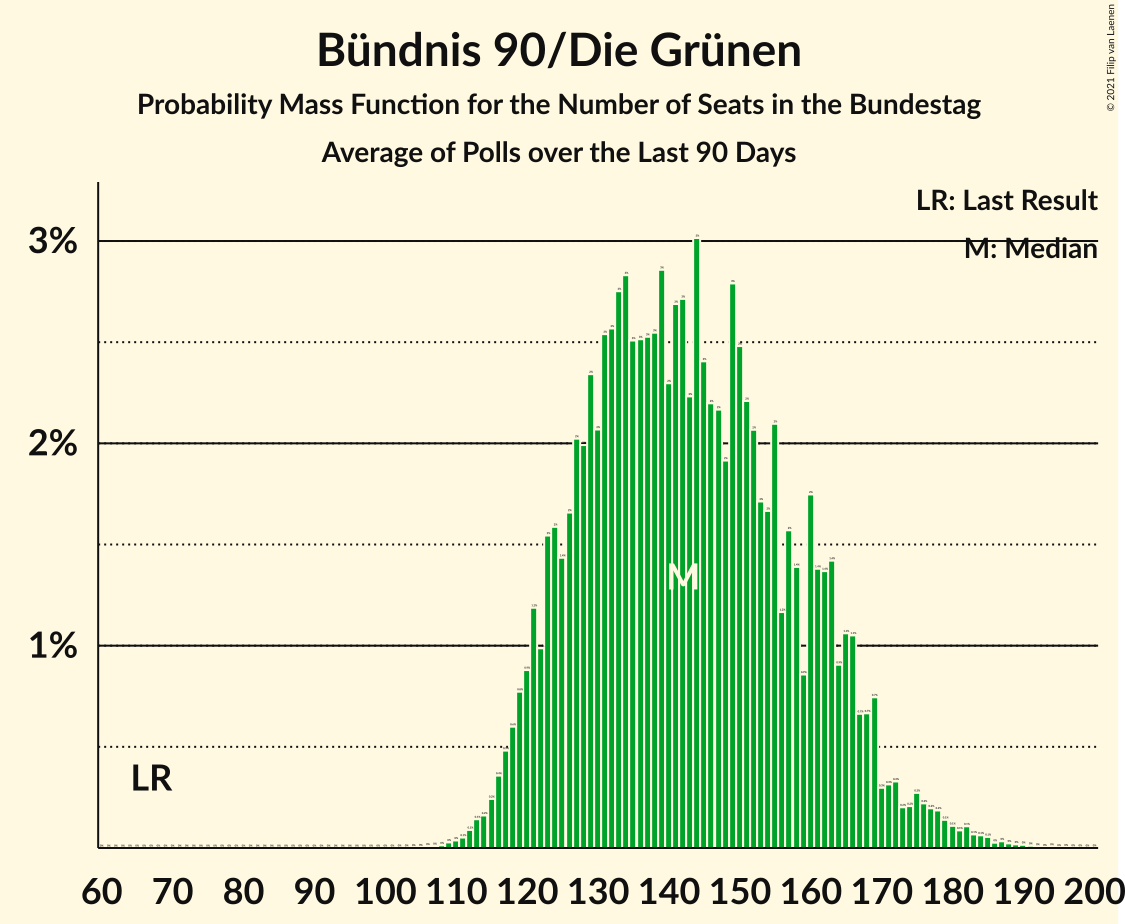 Bündnis 90/Die Grünen
Probability Mass Function for the Number of Seats in the Bundestag
Average of Polls over the Last 90 Days
© 2021 Filip van Laenen
LR: Last Result
M: Median
3%
2%
1%
LR
M
60 70 80 90 100 110 120 130 140 150 160 170 180 190 200